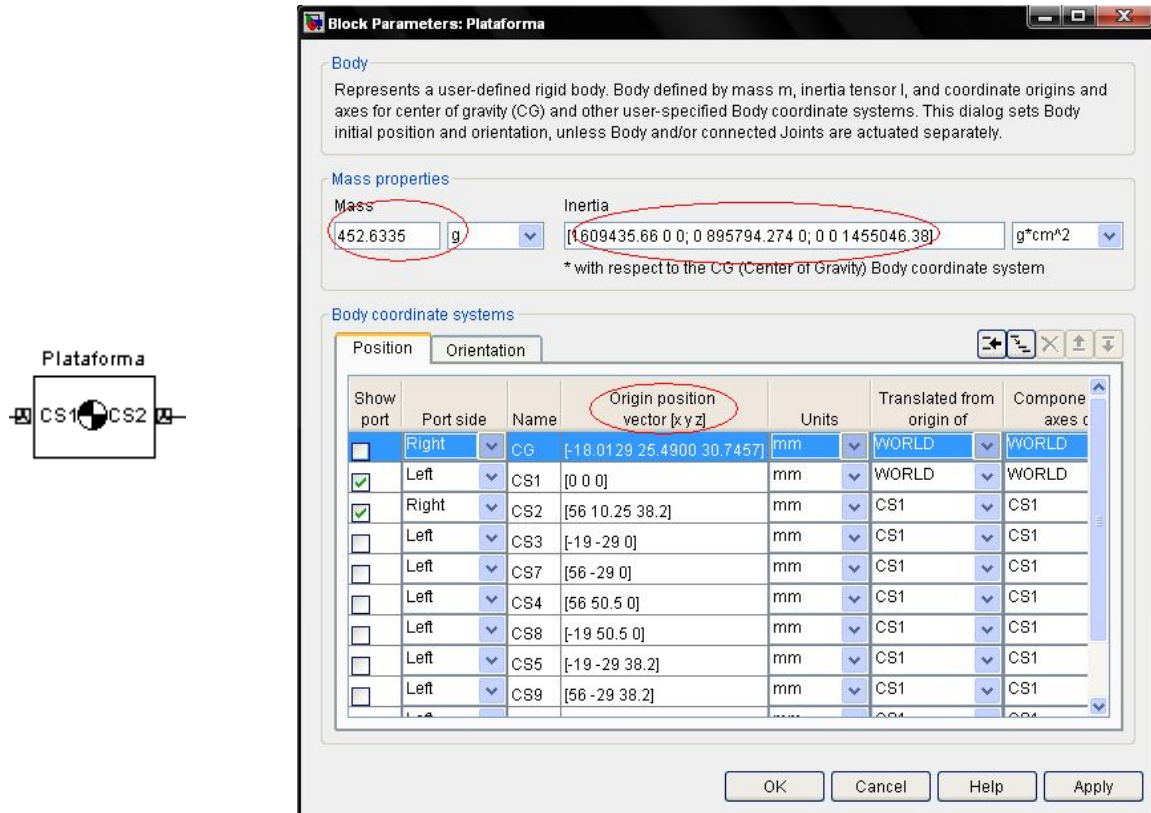 Plataforma
CS1 CS2
Block Parameters: Plataforma
Body
Represents a user-defined rigid body. Body defined by mass m, inertia tensor I, and coordinate origins and
axes for center of gravity (CG) and other user-specified Body coordinate systems. This dialog sets Body
initial position and orientation, unless Body and/or connected Joints are actuated separately.
Mass properties
Mass Inertia
452.6335 g [1609435.66 0 0; 0 895794.274 0; 0 0 1455046.38] g*cm^2
* with respect to the CG (Center of Gravity) Body coordinate system
Body coordinate systems
Position Orientation
Show port Port side Name Origin position vector [x y z] Units Translated from origin of Compone axes
Right CG [-18.0129 25.4900 30.7457] mm WORLD WORLD
Left CS1 [0 0 0] mm WORLD WORLD
Right CS2 [56 10.25 38.2] mm CS1 CS1
Left CS3 [-19 -29 0] mm CS1 CS1
Left CS7 [56 -29 0] mm CS1 CS1
Left CS4 [56 50.5 0] mm CS1 CS1
Left CS8 [-19 50.5 0] mm CS1 CS1
Left CS5 [-19 -29 38.2] mm CS1 CS1
Left CS9 [56 -29 38.2] mm CS1 CS1
OK Cancel Help Apply